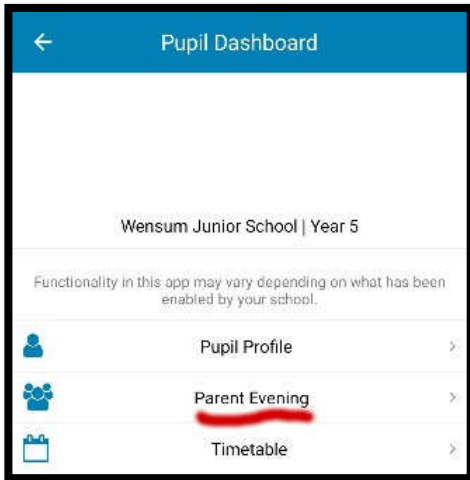 Pupil Dashboard
Wensum Junior School | Year 5
Functionality in this app may vary depending on what has been
enabled by your school.
Pupil Profile
Parent Evening
Timetable